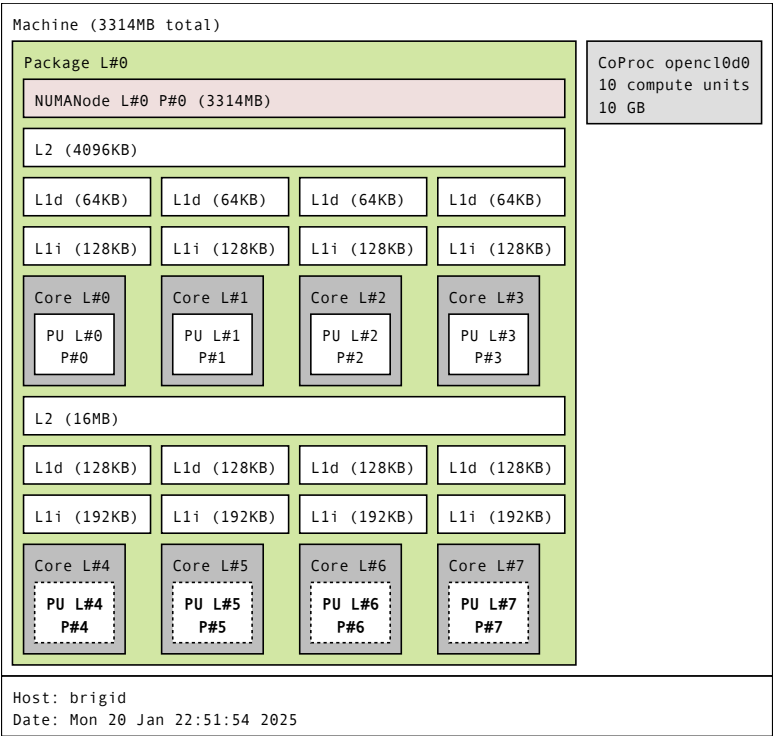 Machine (3314MB total)
Package L#0
NUMANode L#0 P#0 (3314MB)
L2 (4096KB)
L1d (64KB) L1d (64KB) L1d (64KB) L1d (64KB)
L1i (128KB) L1i (128KB) L1i (128KB) L1i (128KB)
Core L#0 Core L#1 Core L#2 Core L#3
PU L#0 PU L#1 PU L#2 PU L#3
P#0 P#1 P#2 P#3
L2 (16MB)
L1d (128KB) L1d (128KB) L1d (128KB) L1d (128KB)
L1i (192KB) L1i (192KB) L1i (192KB) L1i (192KB)
Core L#4 Core L#5 Core L#6 Core L#7
PU L#4 PU L#5 PU L#6 PU L#7
P#4 P#5 P#6 P#7
CoProc opencl0d0
10 compute units
10 GB
Host: brigid
Date: Mon 20 Jan 22:51:54 2025